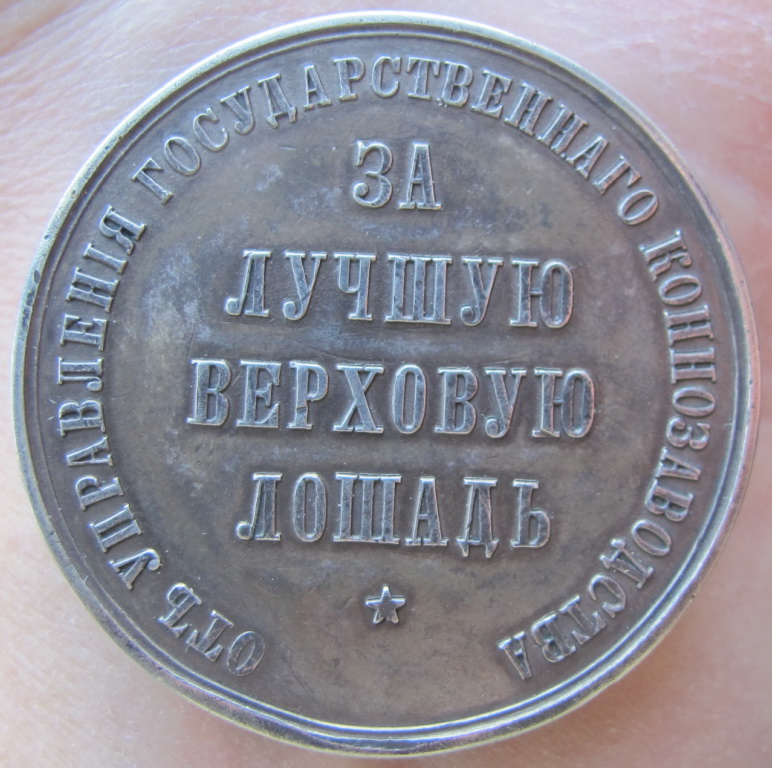 ОТЪ УПРАВЛЕНІЯ ГОСУДАРСТВЕННАГО КОННОЗАВОДСТВА
ЗА
ЛУЧШУЮ
ВЕРХОВУЮ
ЛОШАДЬ